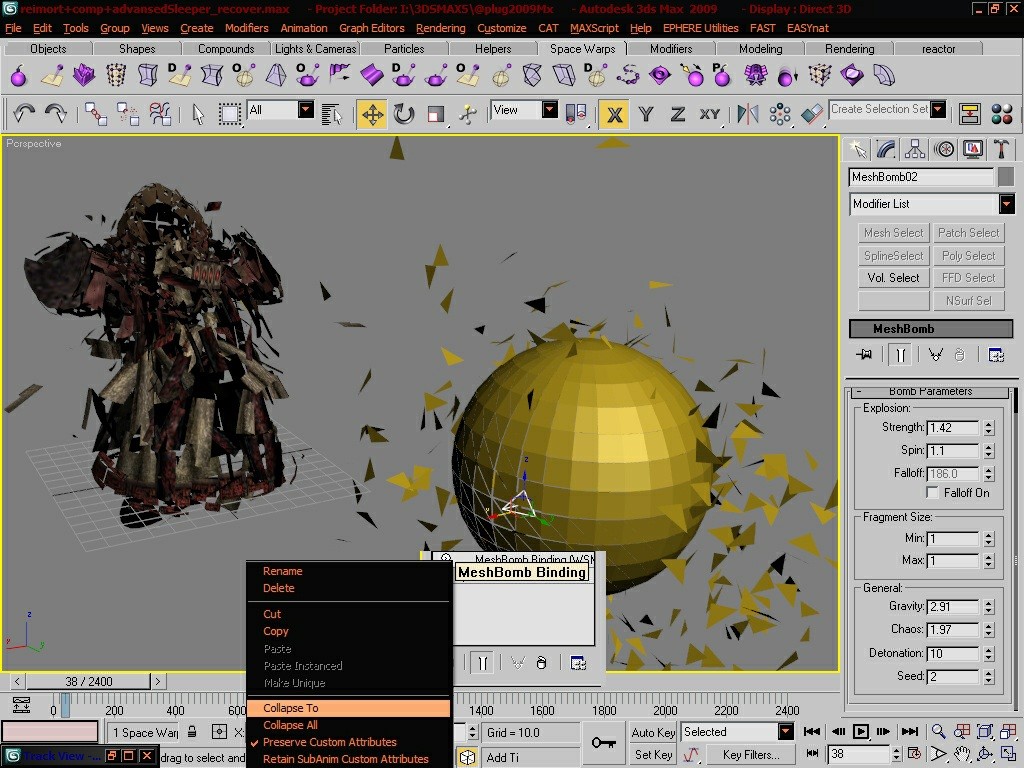 reimort+comp+advansedSleeper_recover.max - Project Folder: I:\3DSMAX5\@plug2009Mx - Autodesk 3ds Max 2009 - Display : Direct 3D
File Edit Tools Group Views Create Modifiers Animation Graph Editors Rendering Customize CAT MAXScript Help EPHERE Utilities FAST EASYnat
Objects Shapes Compounds Lights & Cameras Particles Helpers Space Warps Modifiers Modeling Rendering reactor
All View X Y Z XY Create Selection Set
Perspective
MeshBomb02
Modifier List
Mesh Select Patch Select
SplineSelect Poly Select
Vol. Select FFD Select
NSurf Sel
MeshBomb
Bomb Parameters
Explosion:
Strength: 1.42
Spin: 1.1
Falloff: 186.0
Falloff On
Fragment Size:
Min: 1
Max: 1
General:
Gravity: 2.91
Chaos: 1.97
Detonation: 10
Seed: 2
MeshBomb Binding (WSM
MeshBomb Binding
Rename
Delete
Cut
Copy
Paste
Paste Instanced
Make Unique
Collapse To
Collapse All
Preserve Custom Attributes
Retain SubAnim Custom Attributes
z
x y
38 / 2400
0 200 400 600 800 1400 1600 1800 2000 2200 2400
1 Space Warp X: Grid = 10.0 Auto Key Selected
Track View - drag to select and Add Ti Set Key Key Filters... 38